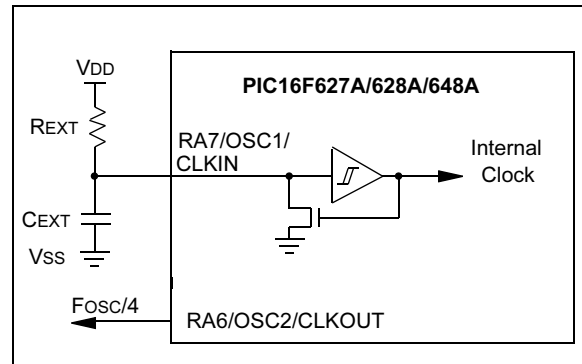 VDD
PIC16F627A/628A/648A
REXT
RA7/OSC1/
CLKIN
Internal
Clock
CEXT
VSS
FOSC/4
RA6/OSC2/CLKOUT